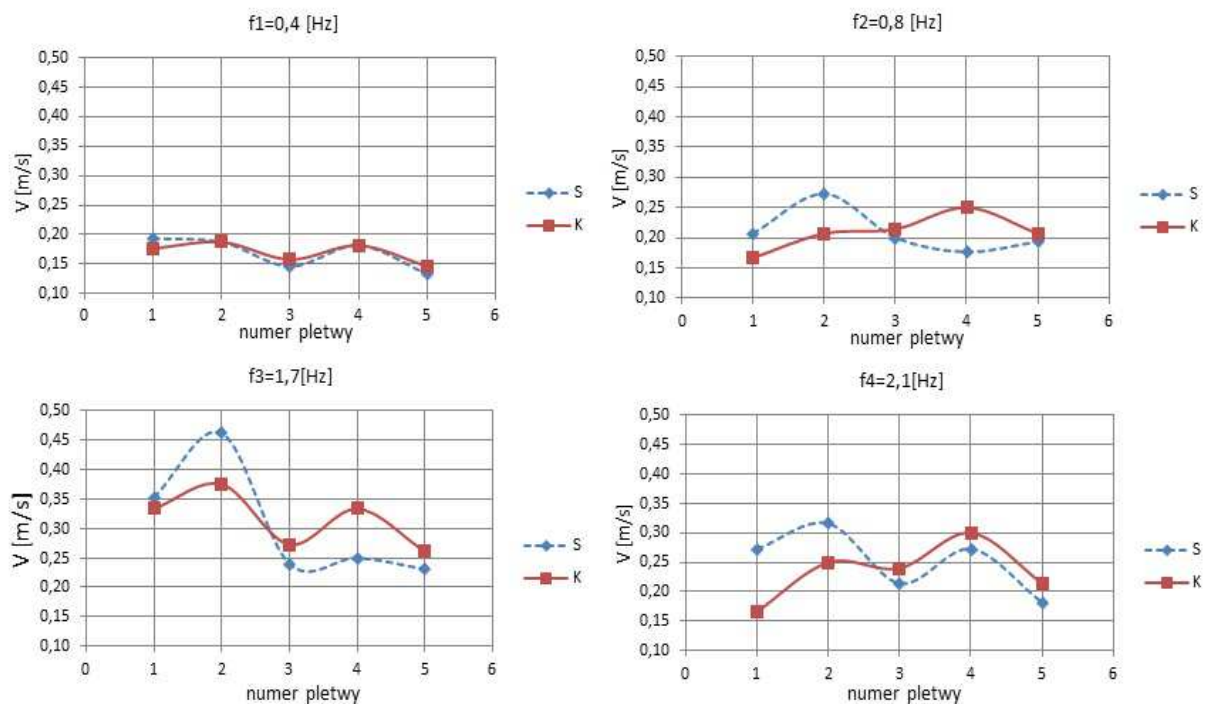 f1=0,4 [Hz]
0,50
0,45
0,40
0,35
0,30
0,25
0,20
0,15
0,10
V [m/s]
0 1 2 3 4 5 6
numer pletwy
S
K
f2=0,8 [Hz]
0,50
0,45
0,40
0,35
0,30
0,25
0,20
0,15
0,10
V [m/s]
0 1 2 3 4 5 6
numer pletwy
S
K
f3=1,7[Hz]
0,50
0,45
0,40
0,35
0,30
0,25
0,20
0,15
0,10
V [m/s]
0 1 2 3 4 5 6
numer pletwy
S
K
f4=2,1[Hz]
0,50
0,45
0,40
0,35
0,30
0,25
0,20
0,15
0,10
V [m/s]
0 1 2 3 4 5 6
numer pletwy
S
K